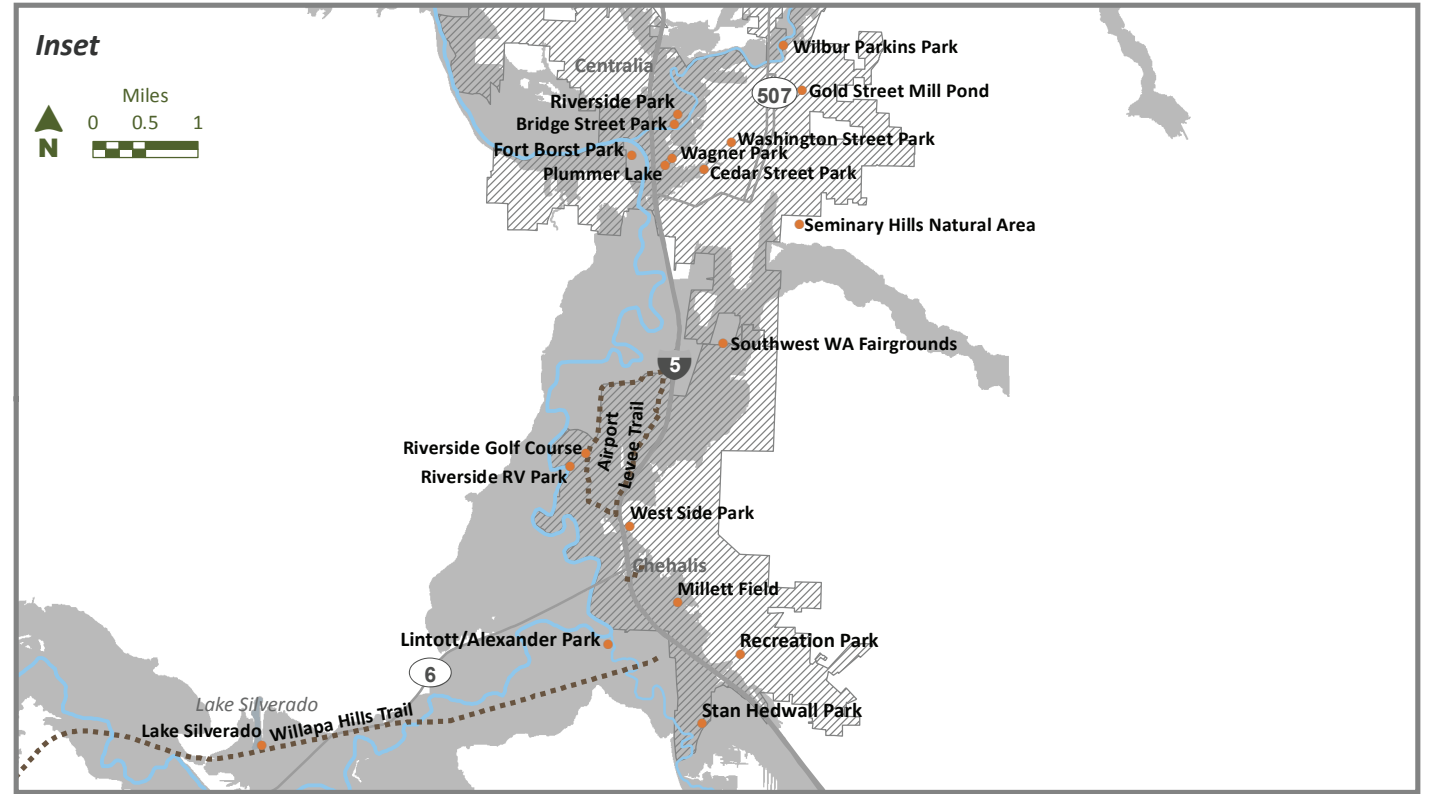 Inset
Miles
0 0.5 1
N
Centralia
Wilbur Parkins Park
507
Gold Street Mill Pond
Riverside Park
Bridge Street Park
Washington Street Park
Fort Borst Park
Wagner Park
Plummer Lake
Cedar Street Park
Seminary Hills Natural Area
Southwest WA Fairgrounds
5
Airport
Levee Trail
Riverside Golf Course
Riverside RV Park
West Side Park
Chehalis
Millett Field
Lintott/Alexander Park
Recreation Park
6
Lake Silverado
Lake Silverado
Willapa Hills Trail
Stan Hedwall Park